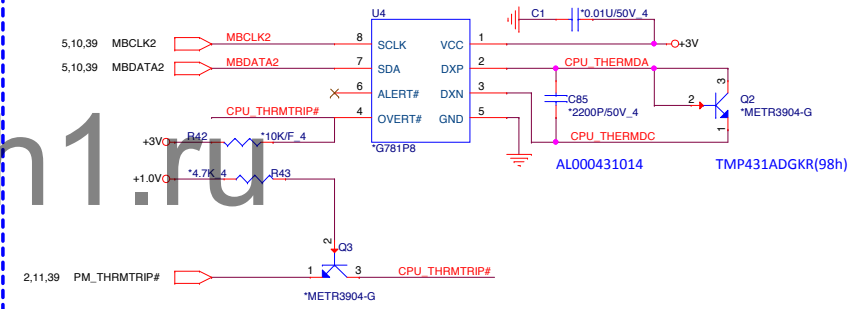 U4
C1
*0.01U/50V_4
5,10,39 MBCLK2
MBCLK2
8
SCLK
VCC
1
+3V
5,10,39 MBDATA2
MBDATA2
7
SDA
DXP
2
CPU_THERMDA
3
6
ALERT#
DXN
3
C85
2
Q2
CPU_THRMTRIP#
4
OVERT#
GND
5
*2200P/50V_4
*METR3904-G
1
+3V
R42
*10K/F_4
*G781P8
CPU_THERMDC
AL000431014
TMP431ADGKR(98h)
+1.0V
*4.7K_4
R43
n1.ru
2
Q3
2,11,39 PM_THRMTRIP#
1
3
CPU_THRMTRIP#
*METR3904-G